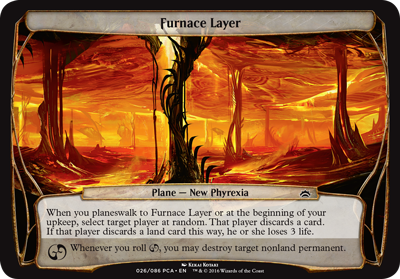 Furnace Layer
Plane — New Phyrexia
When you planeswalk to Furnace Layer or at the beginning of your
upkeep, select target player at random. That player discards a card.
If that player discards a land card this way, he or she loses 3 life.
Whenever you roll , you may destroy target nonland permanent.
Kekai Kotaki
026/086 PCA • EN ™ & © 2016 Wizards of the Coast